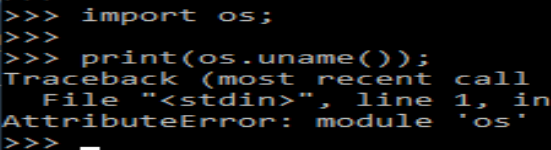 >>> import os;
>>>
>>> print(os.uname());
Traceback (most recent call
  File "<stdin>", line 1, in
AttributeError: module 'os'
>>>